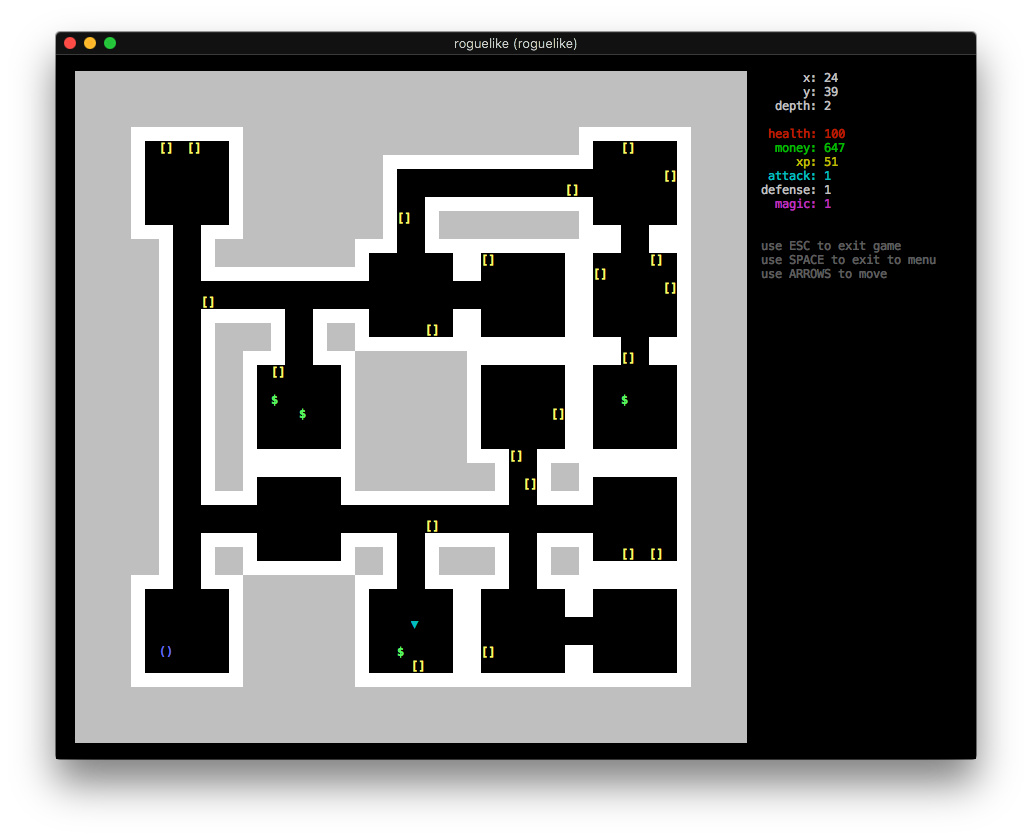 roguelike (roguelike)
[] [] []
[]
[]
[]
[] []
[]
[]
[]
[]
[]
[]
$ $
$ []
[]
[]
[]
[] []
▼
() $ []
[]
x: 24
y: 39
depth: 2
health: 100
money: 647
xp: 51
attack: 1
defense: 1
magic: 1
use ESC to exit game
use SPACE to exit to menu
use ARROWS to move